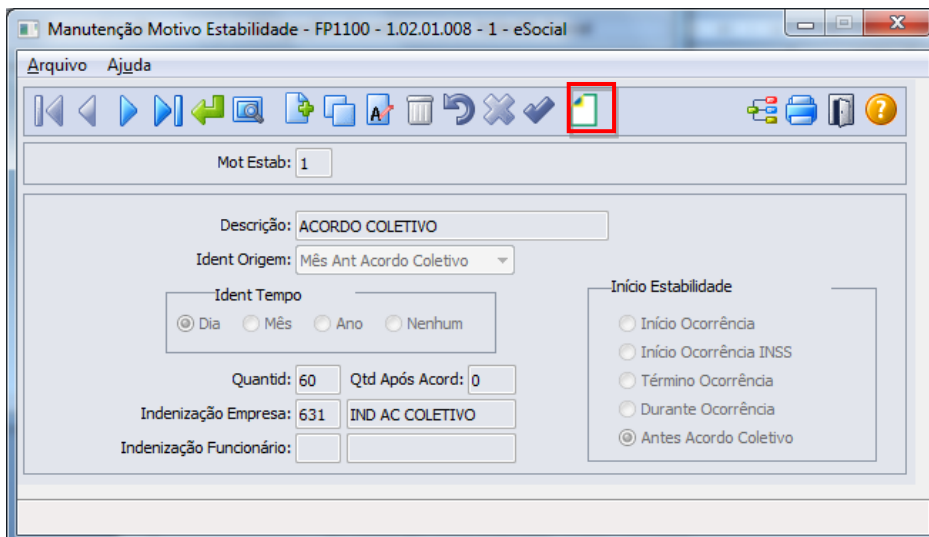 Manutenção Motivo Estabilidade - FP1100 - 1.02.01.008 - 1 - eSocial
Arquivo Ajuda
Mot Estab: 1
Descrição: ACORDO COLETIVO
Ident Origem: Mês Ant Acordo Coletivo
Ident Tempo
Dia Mês Ano Nenhum
Quantid: 60 Qtd Após Acord: 0
Indenização Empresa: 631 IND AC COLETIVO
Indenização Funcionário:
Início Estabilidade
Início Ocorrência
Início Ocorrência INSS
Término Ocorrência
Durante Ocorrência
Antes Acordo Coletivo